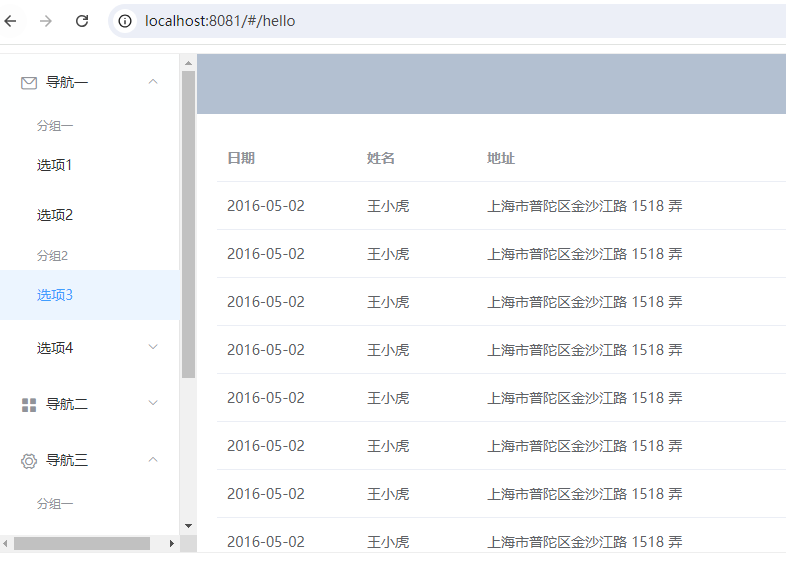 localhost:8081/#/hello
导航一
分组一
选项1
选项2
分组2
选项3
选项4
导航二
导航三
分组一
日期 姓名 地址
2016-05-02 王小虎 上海市普陀区金沙江路 1518 弄
2016-05-02 王小虎 上海市普陀区金沙江路 1518 弄
2016-05-02 王小虎 上海市普陀区金沙江路 1518 弄
2016-05-02 王小虎 上海市普陀区金沙江路 1518 弄
2016-05-02 王小虎 上海市普陀区金沙江路 1518 弄
2016-05-02 王小虎 上海市普陀区金沙江路 1518 弄
2016-05-02 王小虎 上海市普陀区金沙江路 1518 弄
2016-05-02 王小虎 上海市普陀区金沙江路 1518 弄